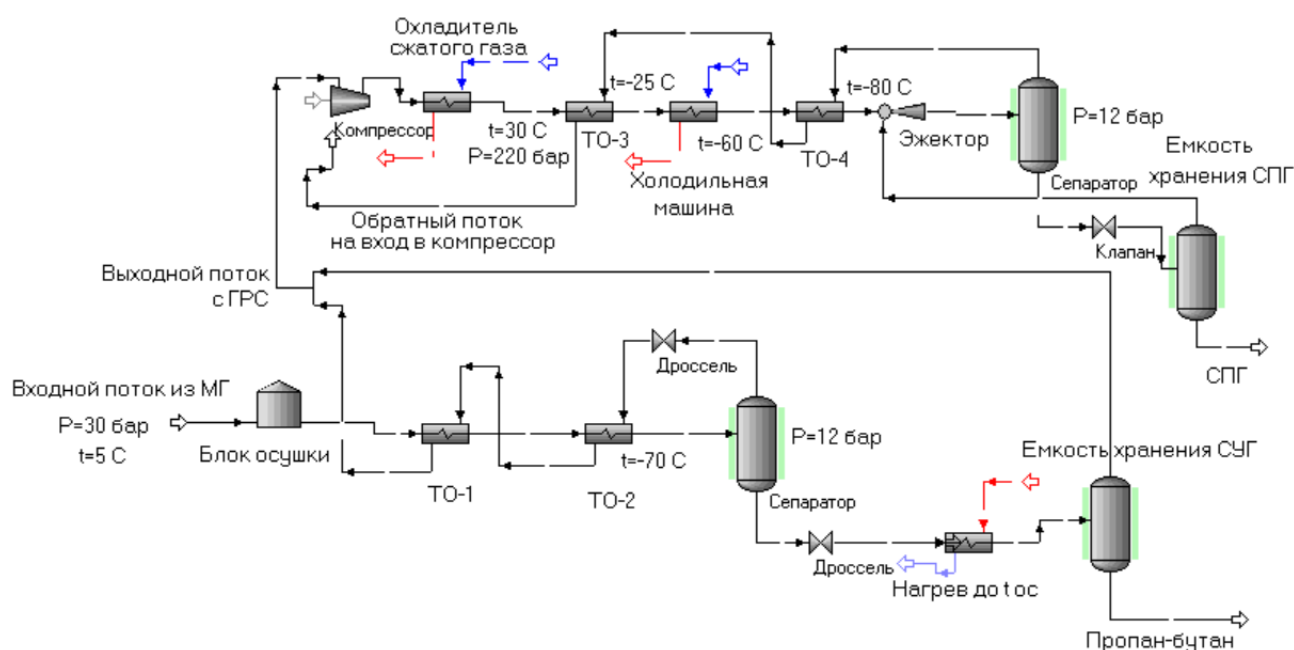 Охладитель
сжатого газа
t=-25 C
t=-80 C
Компрессор
t=30 C
P=220 бар
ТО-3
t=-60 C
ТО-4
Эжектор
P=12 бар
Холодильная
машина
Сепаратор
Емкость
хранения СПГ
Обратный поток
на вход в компрессор
Клапан
Выходной поток
с ГРС
СПГ
Входной поток из МГ
P=30 бар
t=5 C
Блок осушки
ТО-1
ТО-2
t=-70 C
Дроссель
P=12 бар
Сепаратор
Емкость хранения СУГ
Дроссель
Нагрев до t ос
Пропан-бутан